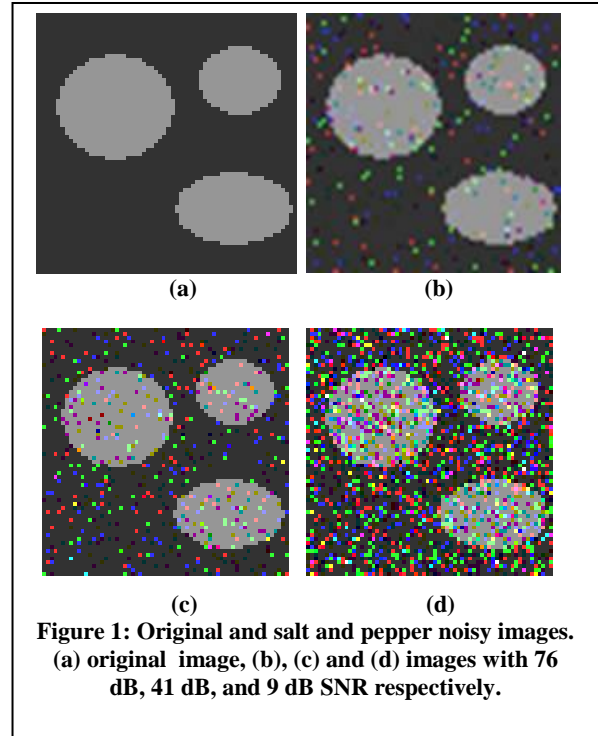 (a) (b)
(c) (d)
Figure 1: Original and salt and pepper noisy images.
(a) original image, (b), (c) and (d) images with 76
dB, 41 dB, and 9 dB SNR respectively.